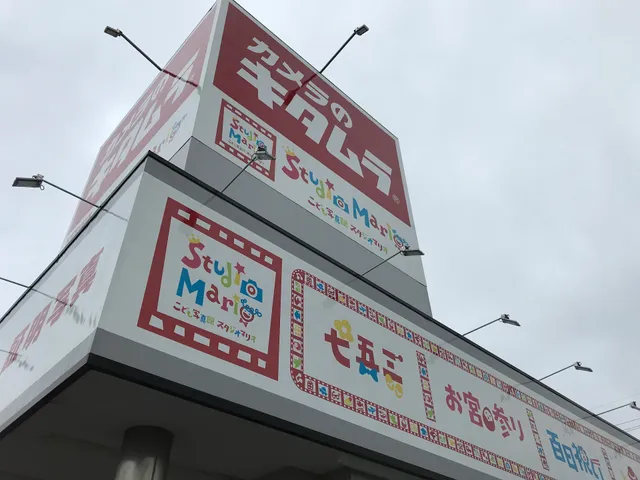 カメラの
キタムラ®
Studio
Mario
Studio Mario
こども写真館 スタジオマリオ
Studio
Mario
こども写真館 スタジオマリオ
七五三
お宮参り
百日祝い